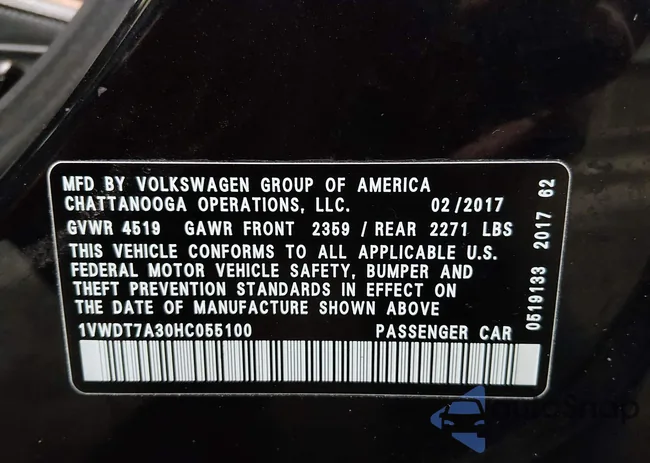 MFD BY VOLKSWAGEN GROUP OF AMERICA
CHATTANOOGA OPERATIONS, LLC. 02/2017
GVWR 4519 GAWR FRONT 2359 / REAR 2271 LBS
THIS VEHICLE CONFORMS TO ALL APPLICABLE U.S.
FEDERAL MOTOR VEHICLE SAFETY, BUMPER AND
THEFT PREVENTION STANDARDS IN EFFECT ON
THE DATE OF MANUFACTURE SHOWN ABOVE
1VWDT7A30HC055100 PASSENGER CAR
0519133 2017 62
AutoSnap